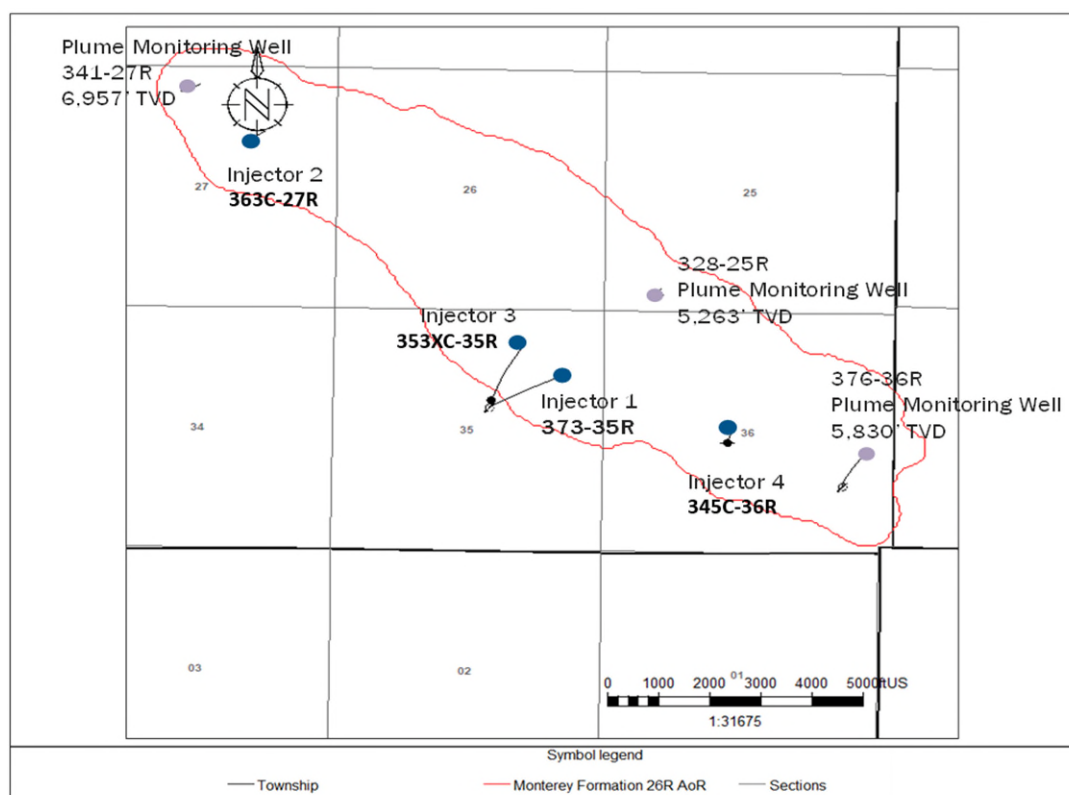 Plume Monitoring Well
341-27R
6,957' TVD
Injector 2
363C-27R
27
26
25
328-25R
Plume Monitoring Well
5,263' TVD
Injector 3
353XC-35R
376-36R
Plume Monitoring Well
5,830' TVD
Injector 1
373-35R
34
35
36
Injector 4
345C-36R
03
02
01
0 1000 2000 3000 4000 5000ftUS
1:31675
Symbol legend
Township Monterey Formation 26R AoR Sections